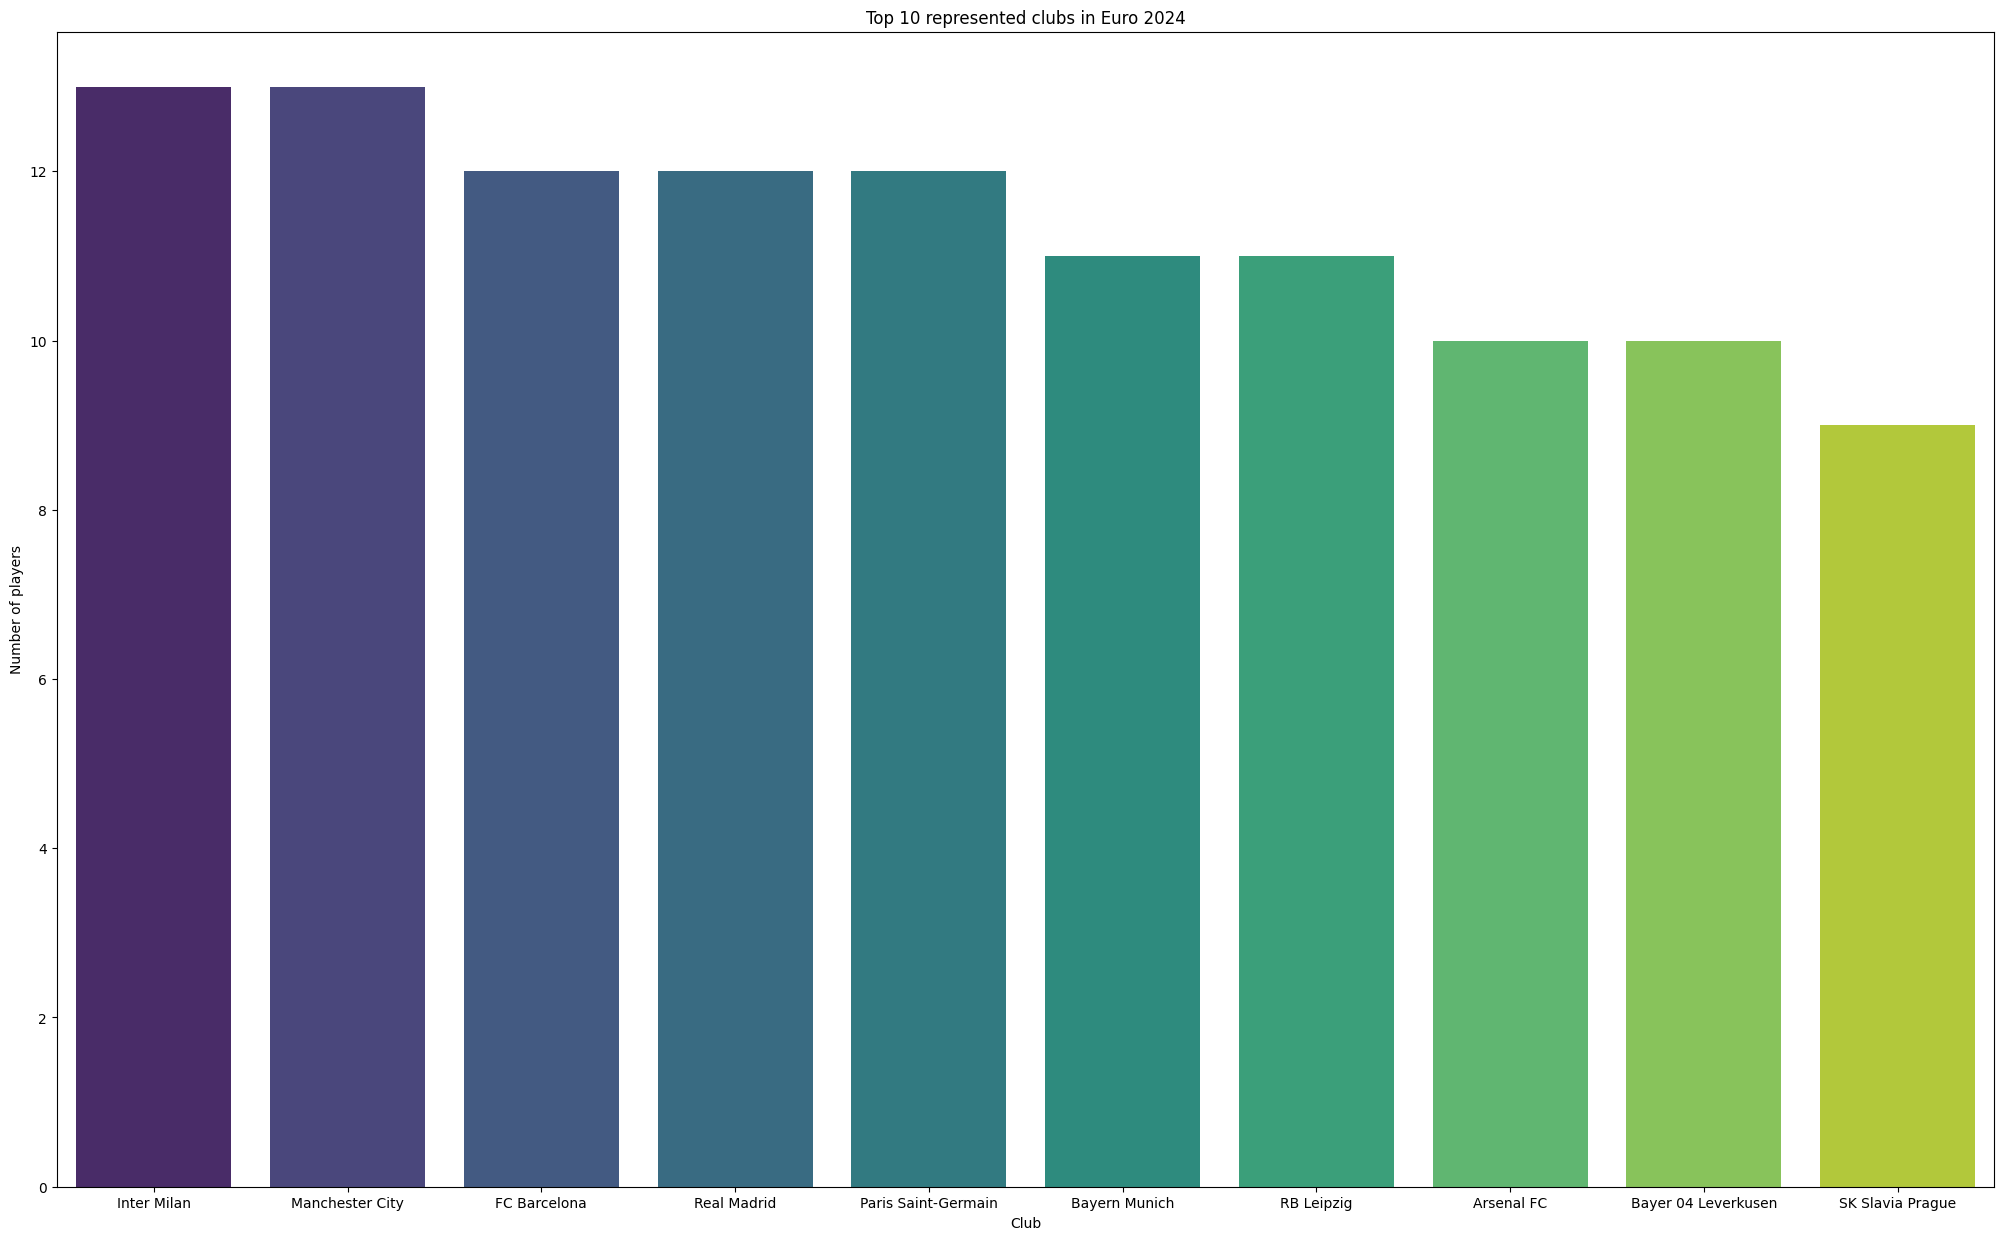 Top 10 represented clubs in Euro 2024
Number of players
12
10
8
6
4
2
0
Inter Milan Manchester City FC Barcelona Real Madrid Paris Saint-Germain Bayern Munich RB Leipzig Arsenal FC Bayer 04 Leverkusen SK Slavia Prague
Club